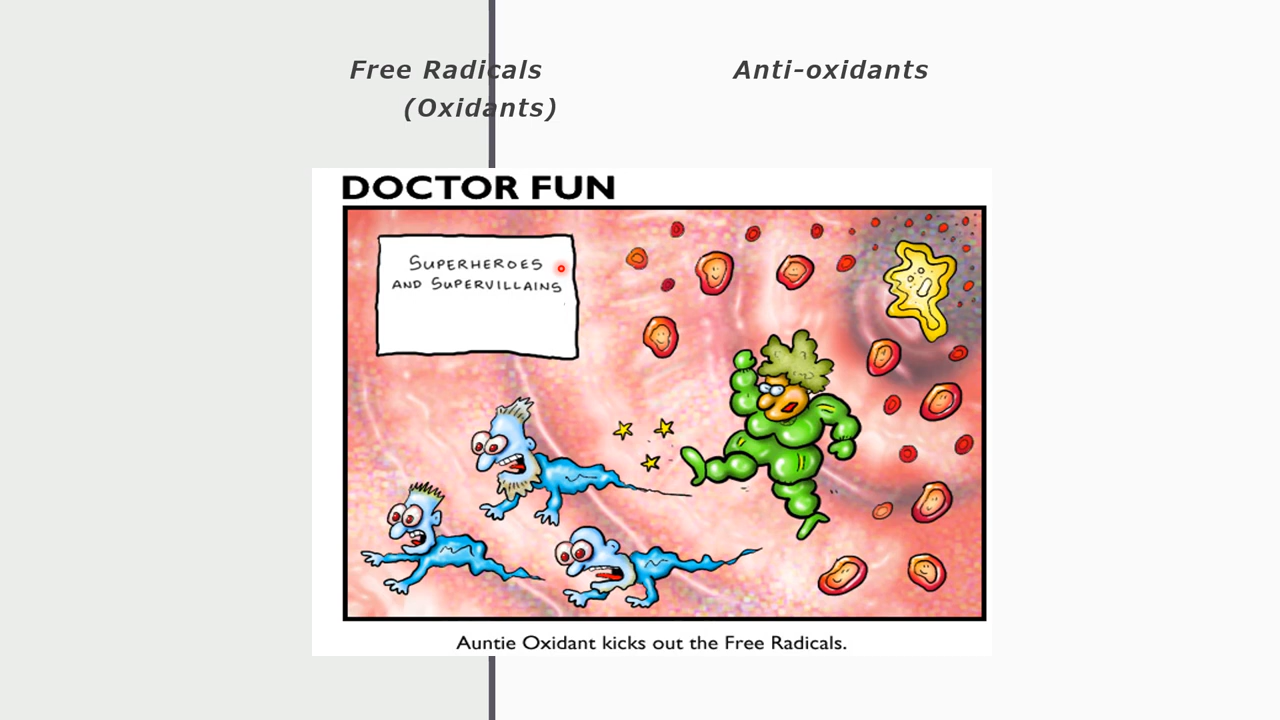 Free Radicals
(Oxidants)
Anti-oxidants
DOCTOR FUN
SUPERHEROES
AND SUPERVILLAINS
Auntie Oxidant kicks out the Free Radicals.